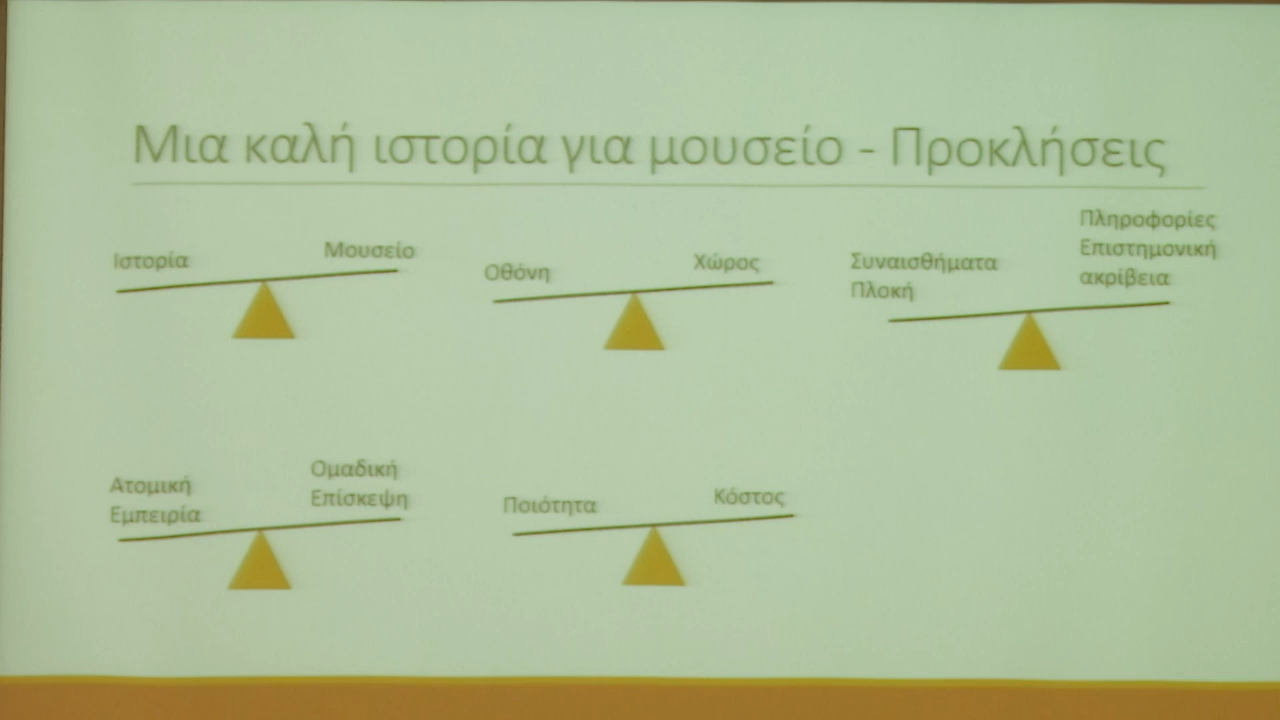 Μια καλή ιστορία για μουσείο - Προκλήσεις
Ιστορία
Μουσείο
Οθόνη
Χώρος
Συναισθήματα
Πλοκή
Πληροφορίες
Επιστημονική
ακρίβεια
Ατομική
Εμπειρία
Ομαδική
Επίσκεψη
Ποιότητα
Κόστος